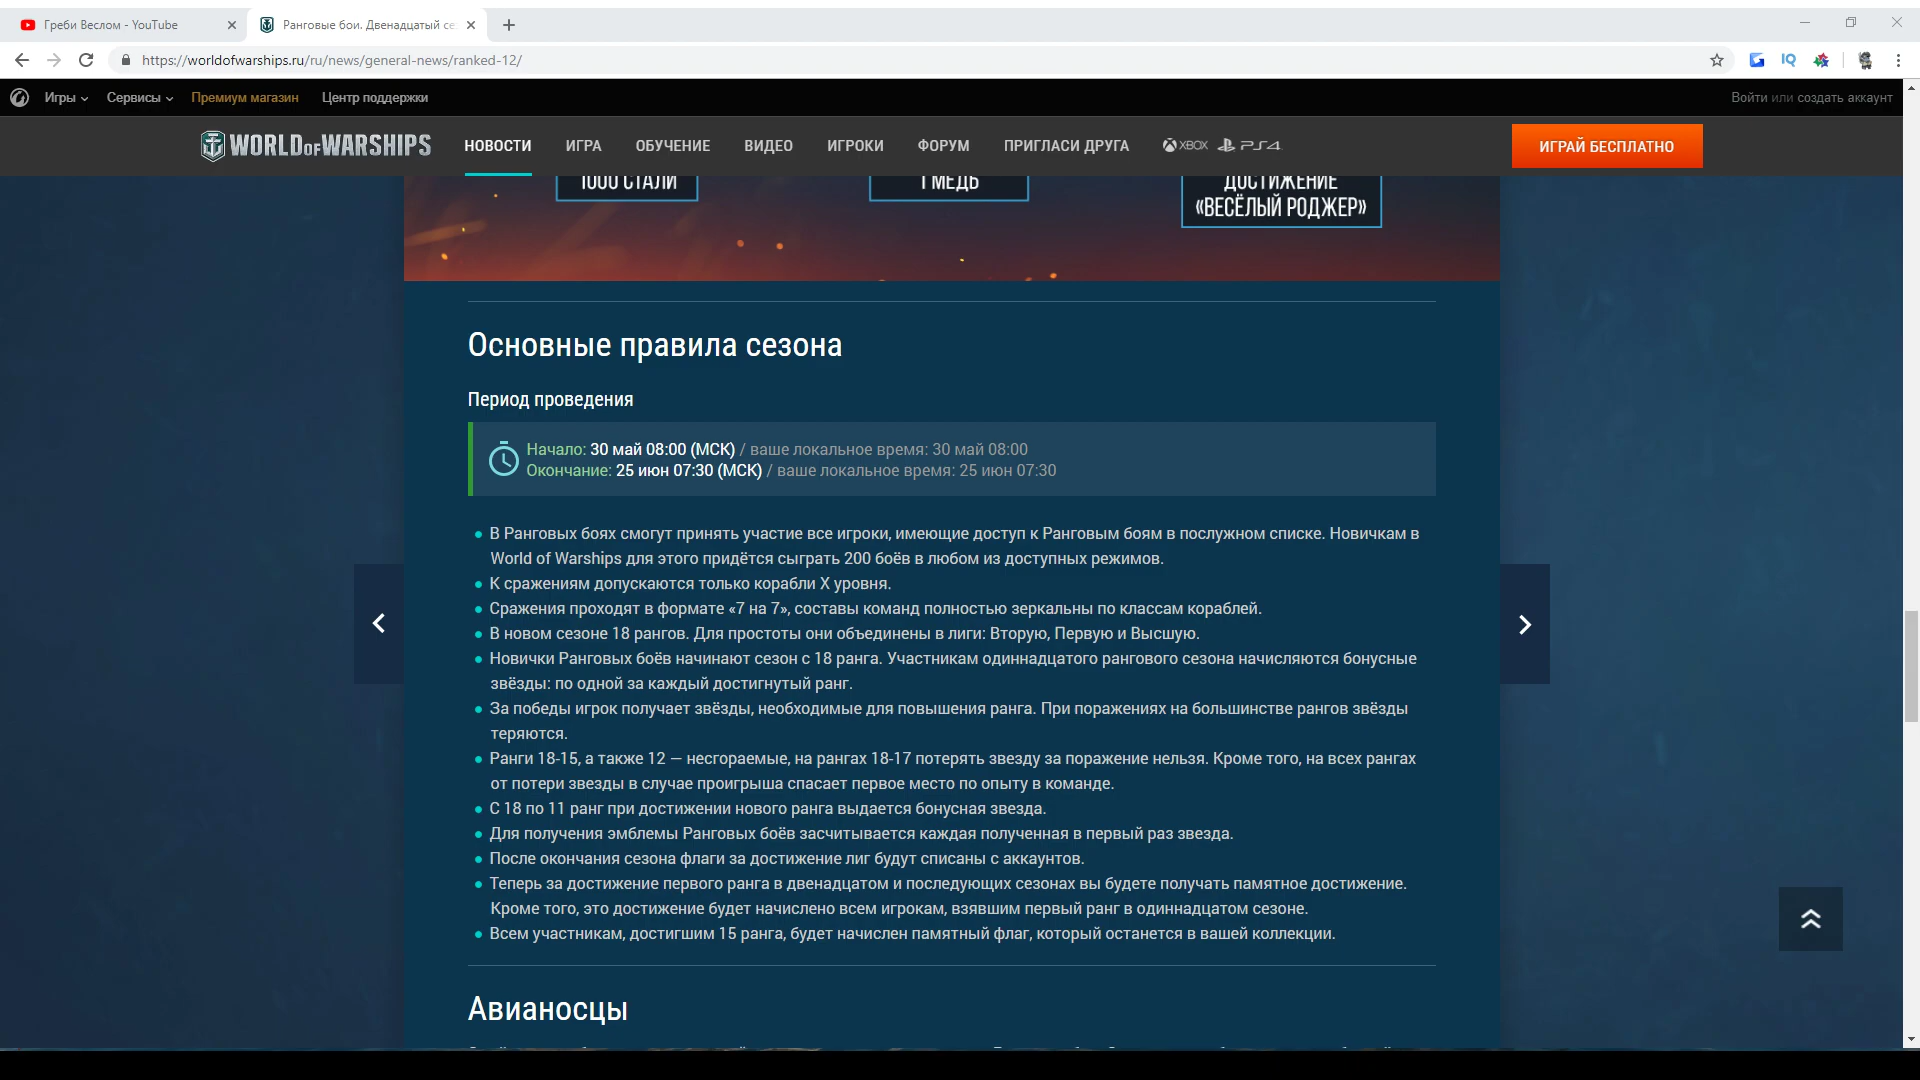 Греби Веслом - YouTube
Ранговые бои. Двенадцатый се
https://worldofwarships.ru/ru/news/general-news/ranked-12/
IQ
Игры
Сервисы
Премиум магазин
Центр поддержки
Войти или создать аккаунт
WORLD OF WARSHIPS
НОВОСТИ
ИГРА
ОБУЧЕНИЕ
ВИДЕО
ИГРОКИ
ФОРУМ
ПРИГЛАСИ ДРУГА
XBOX
PS4
ИГРАЙ БЕСПЛАТНО
1000 СТАЛИ
1 МЕДЬ
ДОСТИЖЕНИЕ
«ВЕСЁЛЫЙ РОДЖЕР»
Основные правила сезона
Период проведения
Начало: 30 май 08:00 (МСК) / ваше локальное время: 30 май 08:00
Окончание: 25 июн 07:30 (МСК) / ваше локальное время: 25 июн 07:30
В Ранговых боях смогут принять участие все игроки, имеющие доступ к Ранговым боям в послужном списке. Новичкам в
World of Warships для этого придётся сыграть 200 боёв в любом из доступных режимов.
К сражениям допускаются только корабли X уровня.
Сражения проходят в формате «7 на 7», составы команд полностью зеркальны по классам кораблей.
В новом сезоне 18 рангов. Для простоты они объединены в лиги: Вторую, Первую и Высшую.
Новички Ранговых боёв начинают сезон с 18 ранга. Участникам одиннадцатого рангового сезона начисляются бонусные
звёзды: по одной за каждый достигнутый ранг.
За победы игрок получает звёзды, необходимые для повышения ранга. При поражениях на большинстве рангов звёзды
теряются.
Ранги 18-15, а также 12 — несгораемые, на рангах 18-17 потерять звезду за поражение нельзя. Кроме того, на всех рангах
от потери звезды в случае проигрыша спасает первое место по опыту в команде.
С 18 по 11 ранг при достижении нового ранга выдается бонусная звезда.
Для получения эмблемы Ранговых боёв засчитывается каждая полученная в первый раз звезда.
После окончания сезона флаги за достижение лиг будут списаны с аккаунтов.
Теперь за достижение первого ранга в двенадцатом и последующих сезонах вы будете получать памятное достижение.
Кроме того, это достижение будет начислено всем игрокам, взявшим первый ранг в одиннадцатом сезоне.
Всем участникам, достигшим 15 ранга, будет начислен памятный флаг, который останется в вашей коллекции.
Авианосцы